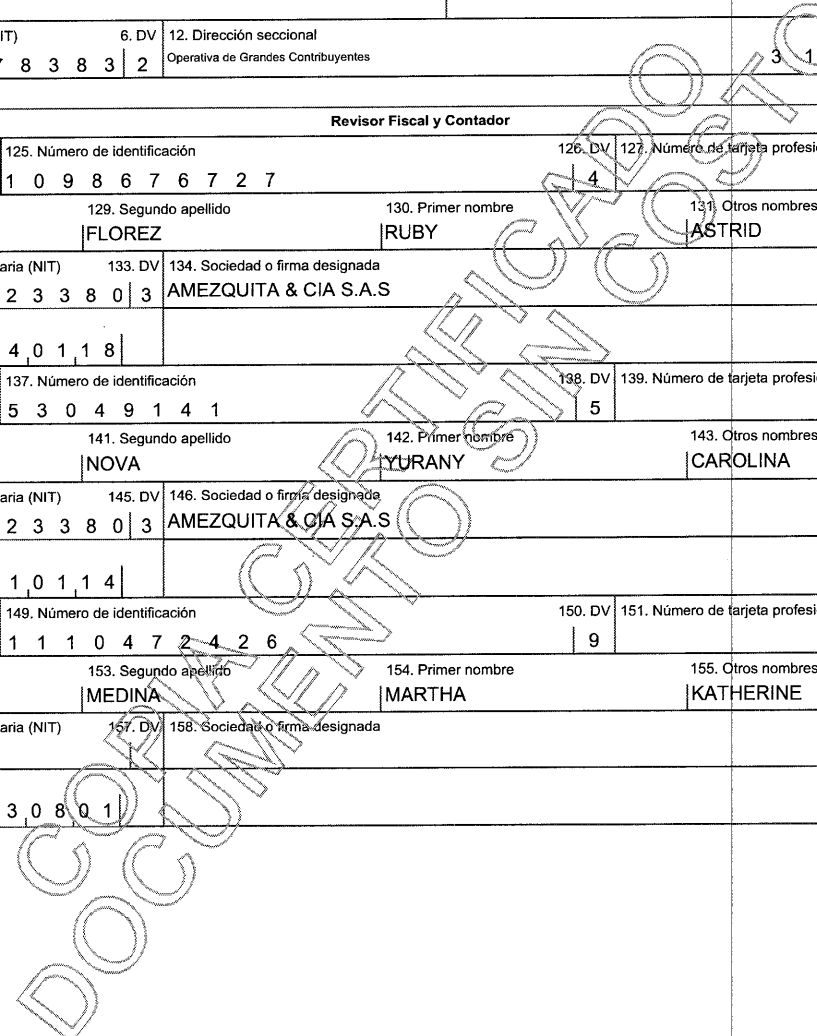 IT) 6. DV 12. Dirección seccional
8 3 8 3 2 Operativa de Grandes Contribuyentes 3 1
Revisor Fiscal y Contador
125. Número de identificación 126. DV 127. Número de tarjeta profesi
1 0 9 8 6 7 6 7 2 7 4
129. Segundo apellido 130. Primer nombre 131. Otros nombres
FLOREZ RUBY ASTRID
aria (NIT) 133. DV 134. Sociedad o firma designada
2 3 3 8 0 3 AMEZQUITA & CIA S.A.S
4 0 1 1 8
137. Número de identificación 138. DV 139. Número de tarjeta profesi
5 3 0 4 9 1 4 1 5
141. Segundo apellido 142. Primer nombre 143. Otros nombres
NOVA YURANY CAROLINA
aria (NIT) 145. DV 146. Sociedad o firma designada
2 3 3 8 0 3 AMEZQUITA & CIA S.A.S
1 0 1 1 4
149. Número de identificación 150. DV 151. Número de tarjeta profesi
1 1 1 0 4 7 2 4 2 6 9
153. Segundo apellido 154. Primer nombre 155. Otros nombres
MEDINA MARTHA KATHERINE
aria (NIT) 157. DV 158. Sociedad o firma designada
3 0 8 0 1
COPIA CERTIFICADO
DOCUMENTO SIN COSTO